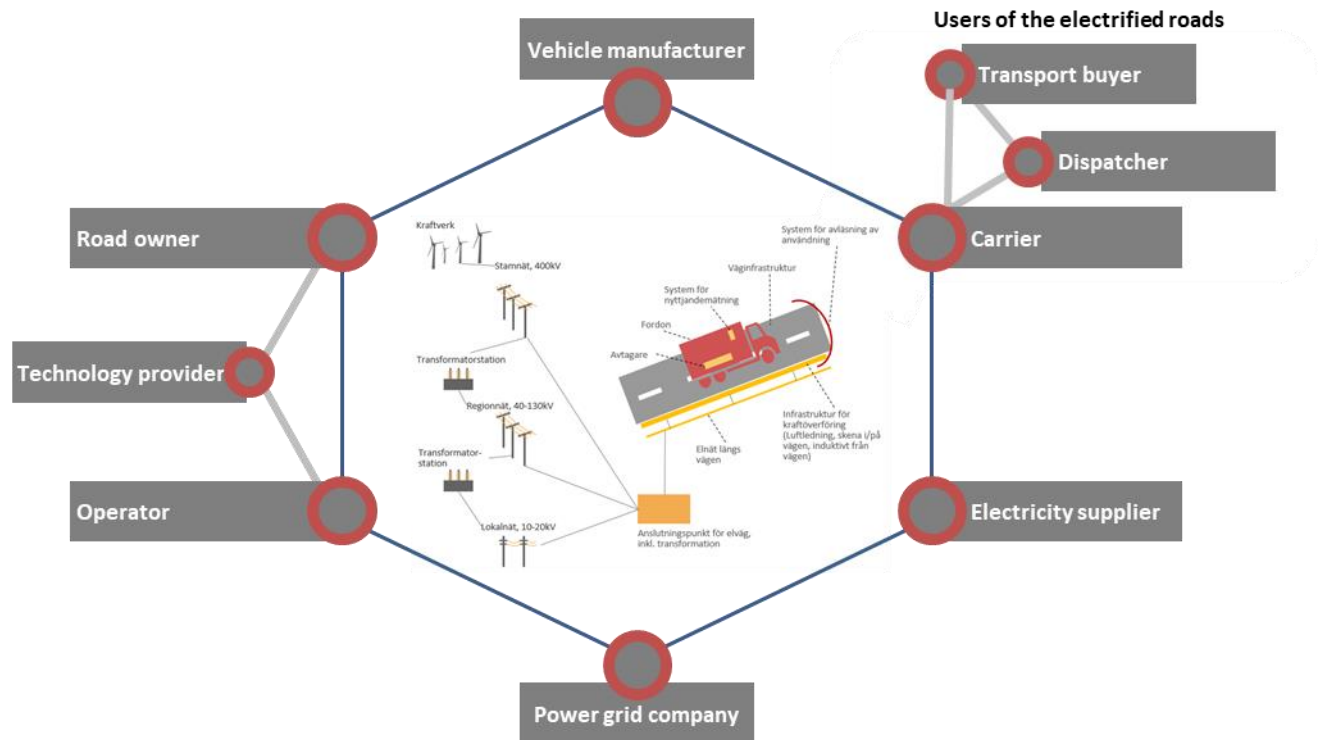 Users of the electrified roads
Vehicle manufacturer
Transport buyer
Dispatcher
Road owner
Carrier
Technology provider
Operator
Electricity supplier
Power grid company
Kraftverk
Stamnät, 400kV
Transformatorstation
Regionnät, 40-130kV
Transformator-
station
Lokalnät, 10-20kV
System för avläsning av
användning
Väginfrastruktur
System för
nyttjandemätning
Fordon
Avtagare
Infrastruktur för
kraftöverföring
(Luftledning, skena i/på
vägen, induktivt från
vägen)
Elnät längs
vägen
Anslutningspunkt för elväg,
inkl. transformation